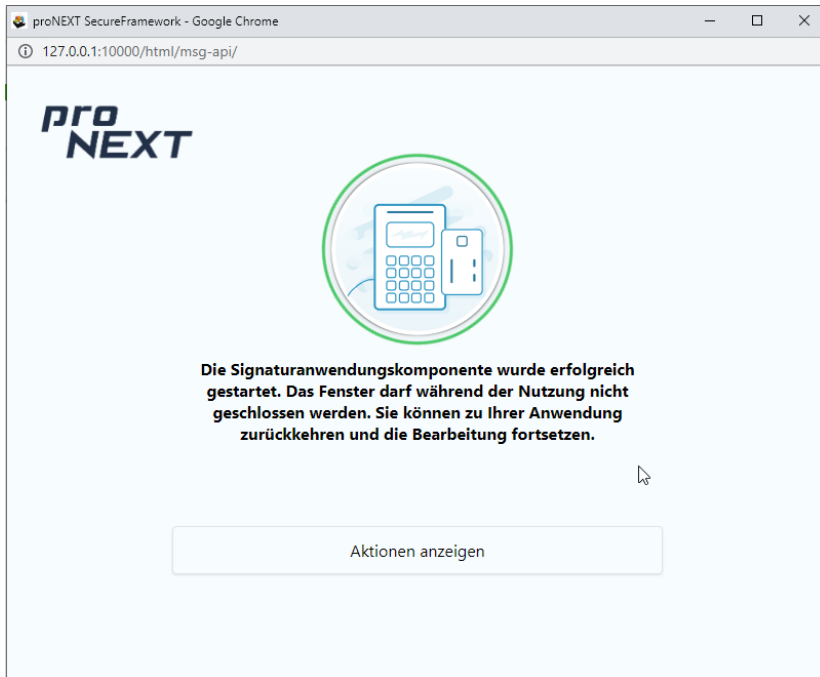 proNEXT SecureFramework - Google Chrome
127.0.0.1:10000/html/msg-api/
pro
NEXT
Die Signaturanwendungskomponente wurde erfolgreich
gestartet. Das Fenster darf während der Nutzung nicht
geschlossen werden. Sie können zu Ihrer Anwendung
zurückkehren und die Bearbeitung fortsetzen.
Aktionen anzeigen